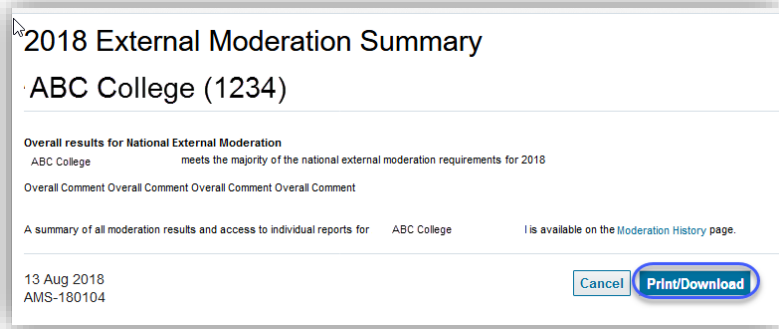 2018 External Moderation Summary
ABC College (1234)
Overall results for National External Moderation
ABC College meets the majority of the national external moderation requirements for 2018
Overall Comment Overall Comment Overall Comment Overall Comment
A summary of all moderation results and access to individual reports for ABC College l is available on the Moderation History page.
13 Aug 2018
AMS-180104
Cancel Print/Download